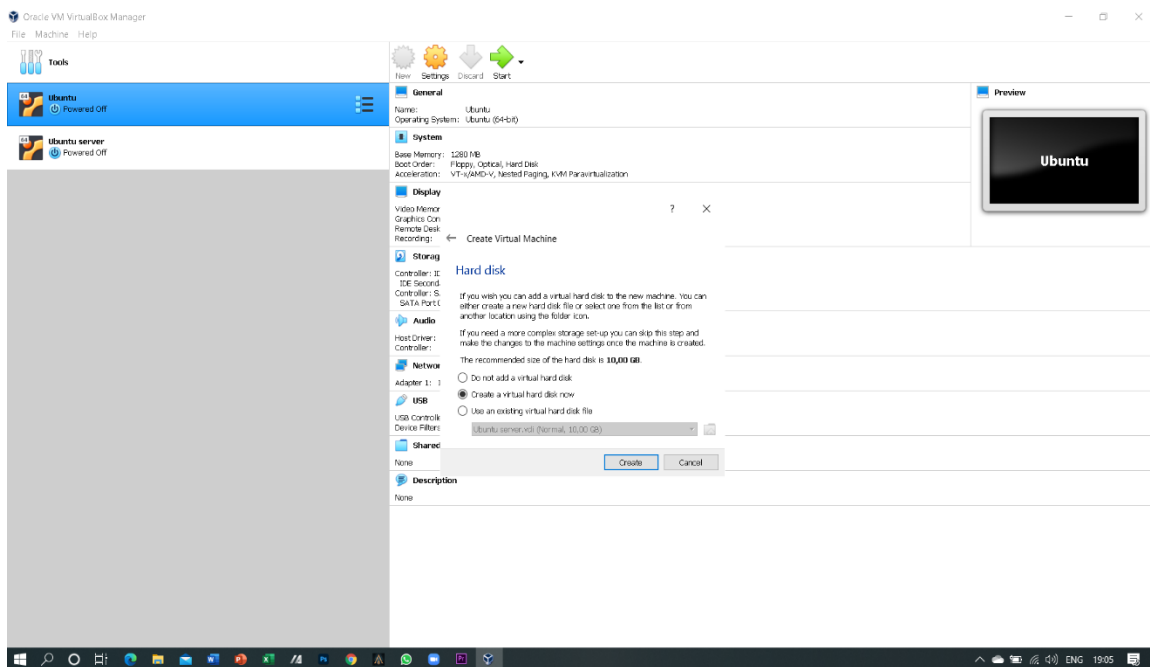 Oracle VM VirtualBox Manager
File Machine Help
Tools
New Settings Discard Start
64 Ubuntu
Powered Off
64 Ubuntu server
Powered Off
General
Name: Ubuntu
Operating System: Ubuntu (64-bit)
System
Base Memory: 1280 MB
Boot Order: Floppy, Optical, Hard Disk
Acceleration: VT-x/AMD-V, Nested Paging, KVM Paravirtualization
Display
Video Memor
Graphics Con
Remote Desk
Recording:
Storag
Controller: ID
IDE Second
Controller: S
SATA Port
Audio
Host Driver:
Controller:
Networ
Adapter 1:
USB
USB Controlle
Device Filters
Shared
None
Description
None
Preview
Ubuntu
? ×
← Create Virtual Machine
Hard disk
If you wish you can add a virtual hard disk to the new machine. You can
either create a new hard disk file or select one from the list or from
another location using the folder icon.
If you need a more complex storage set-up you can skip this step and
make the changes to the machine settings once the machine is created.
The recommended size of the hard disk is 10,00 GB.
Do not add a virtual hard disk
Create a virtual hard disk now
Use an existing virtual hard disk file
Ubuntu server.vdi (Normal, 10,00 GB)
Create Cancel
ENG 19:05